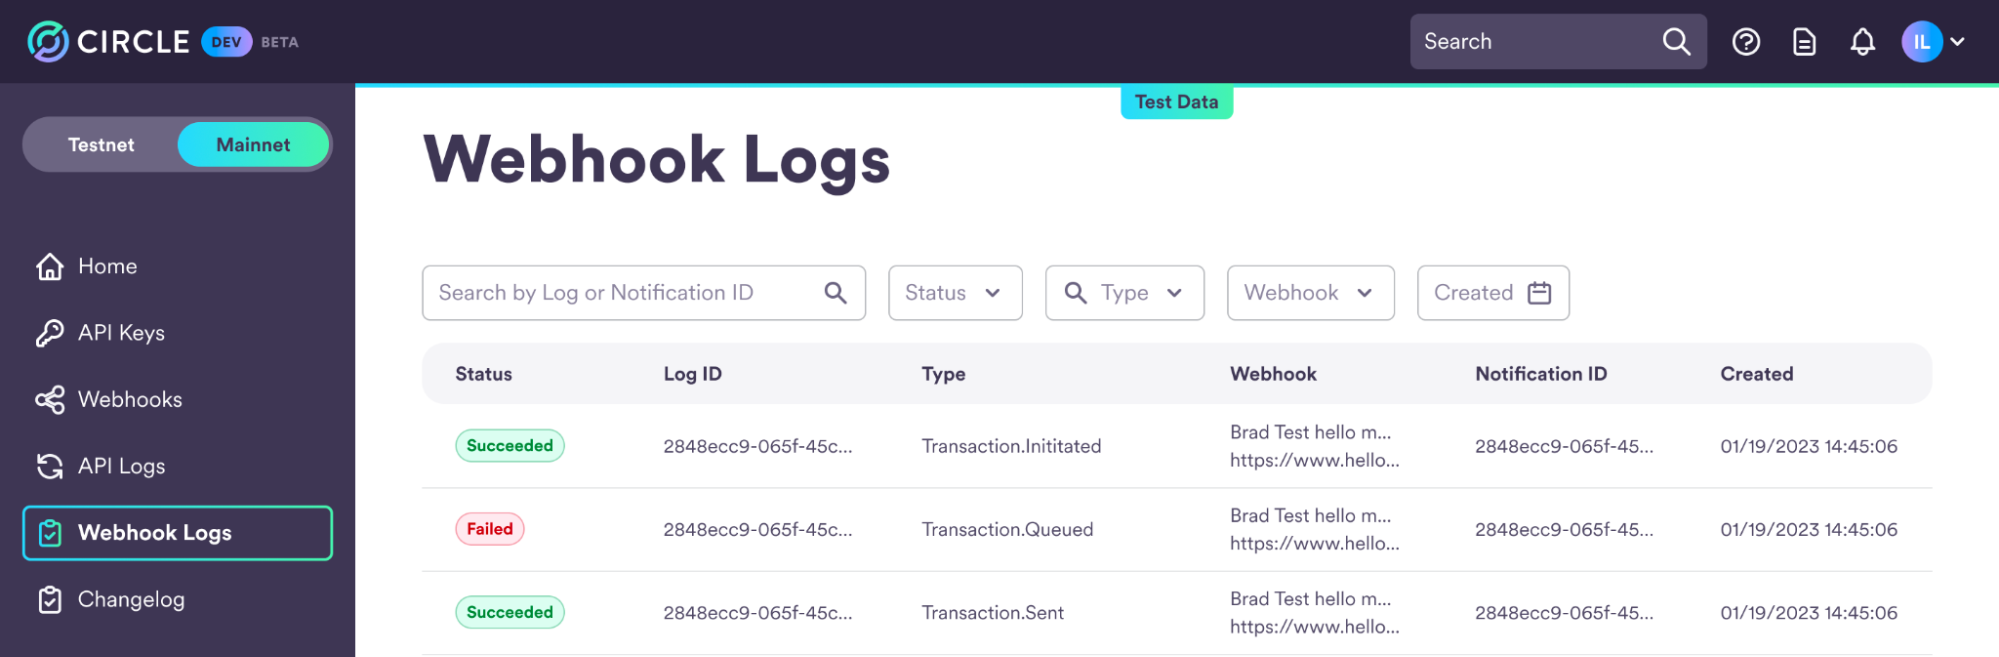 CIRCLE DEV BETA
Search
IL
Testnet Mainnet
Test Data
Webhook Logs
Home
API Keys
Webhooks
API Logs
Webhook Logs
Changelog
Search by Log or Notification ID Status Type Webhook Created
Status Log ID Type Webhook Notification ID Created
Succeeded 2848ecc9-065f-45c... Transaction.Inititated Brad Test hello m... 2848ecc9-065f-45... 01/19/2023 14:45:06
https://www.hello...
Failed 2848ecc9-065f-45c... Transaction.Queued Brad Test hello m... 2848ecc9-065f-45... 01/19/2023 14:45:06
https://www.hello...
Succeeded 2848ecc9-065f-45c... Transaction.Sent Brad Test hello m... 2848ecc9-065f-45... 01/19/2023 14:45:06
https://www.hello...